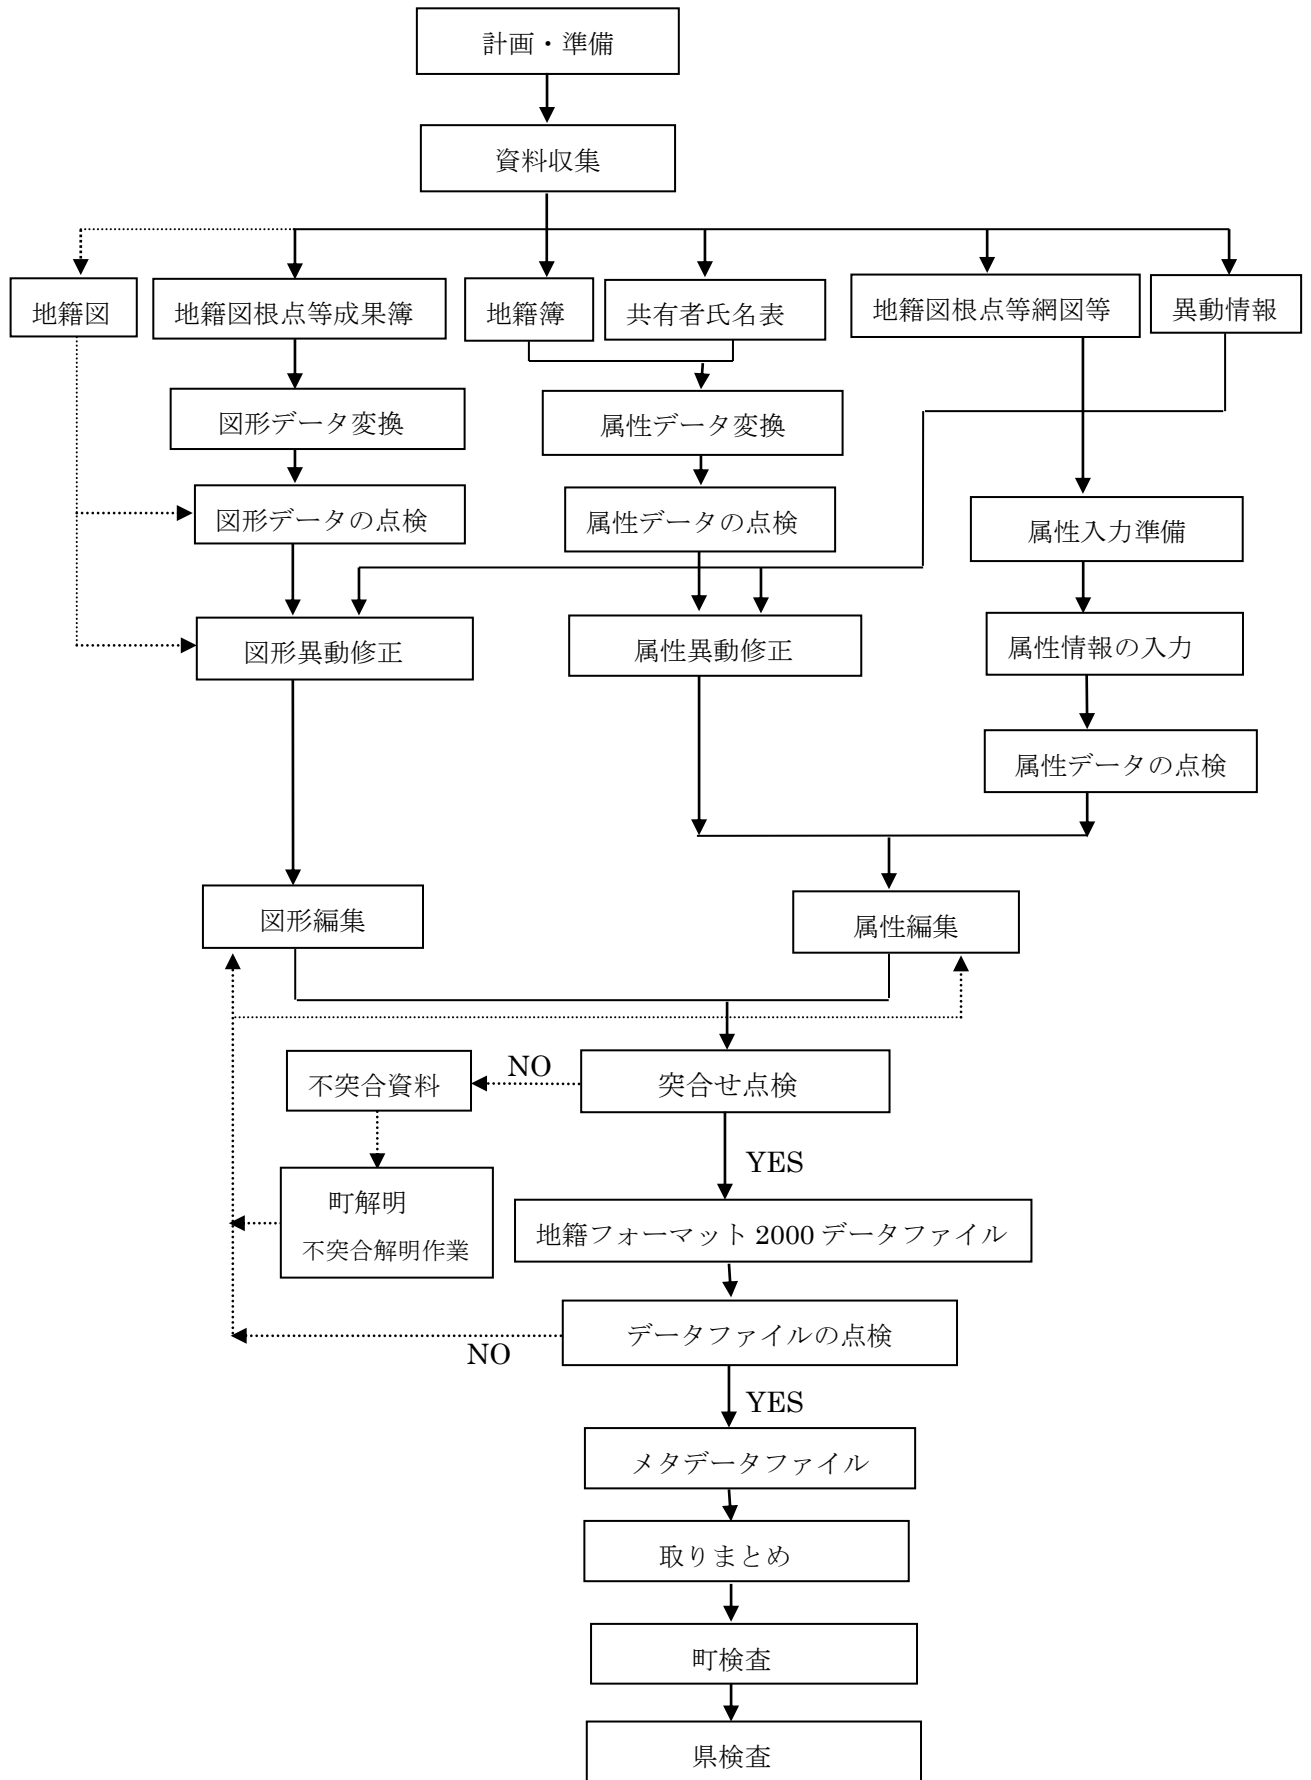 計画・準備
資料収集
地籍図
地籍図根点等成果簿
地籍簿
共有者氏名表
地籍図根点等網図等
異動情報
図形データ変換
属性データ変換
図形データの点検
属性データの点検
属性入力準備
図形異動修正
属性異動修正
属性情報の入力
属性データの点検
図形編集
属性編集
不突合資料
NO
突合せ点検
YES
町解明
不突合解明作業
地籍フォーマット 2000 データファイル
データファイルの点検
NO
YES
メタデータファイル
取りまとめ
町検査
県検査